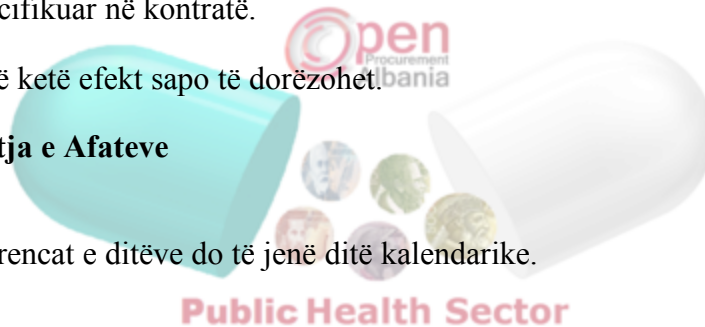 cifikuar në kontratë.
Open
Procurement
Albania
ë ketë efekt sapo të dorëzohet.
tja e Afateve
rencat e ditëve do të jenë ditë kalendarike.
Public Health Sector